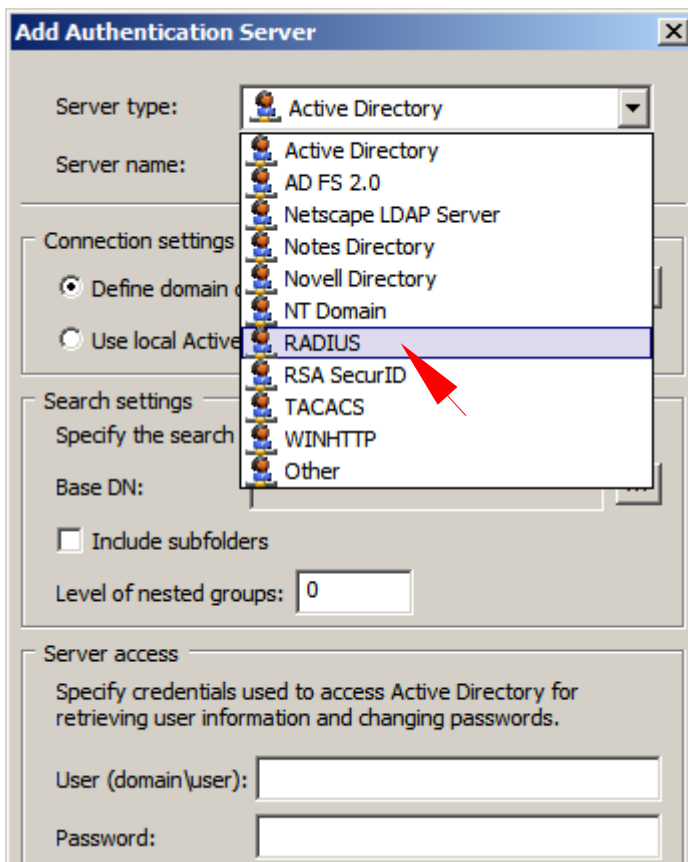 Add Authentication Server
Server type:
Active Directory
Server name:
Active Directory
AD FS 2.0
Netscape LDAP Server
Notes Directory
Novell Directory
NT Domain
RADIUS
RSA SecurID
TACACS
WINHTTP
Other
Connection settings
Define domain
Use local Active
Search settings
Specify the search
Base DN:
...
Include subfolders
Level of nested groups: 0
Server access
Specify credentials used to access Active Directory for
retrieving user information and changing passwords.
User (domain\user):
Password: